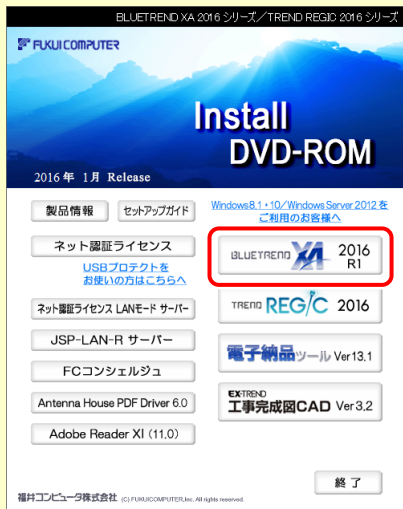 BLUETREND XA 2016 シリーズ／TREND REGIC 2016 シリーズ
FUKUI COMPUTER
Install
DVD-ROM
2016年 1月 Release
製品情報
セットアップガイド
Windows8.1・10／Windows Server 2012 を
ご利用のお客様へ
ネット認証ライセンス
USBプロテクトを
お使いの方はこちらへ
BLUETREND XA 2016
R1
ネット認証ライセンス LANモード サーバー
TREND REGIC 2016
JSP-LAN-R サーバー
電子納品ツール Ver13.1
FCコンシェルジュ
Antenna House PDF Driver 6.0
EX-TREND
工事完成図CAD Ver3.2
Adobe Reader XI (11.0)
終了
福井コンピュータ株式会社 (C) FUKUICOMPUTER,Inc. All rights reserved.